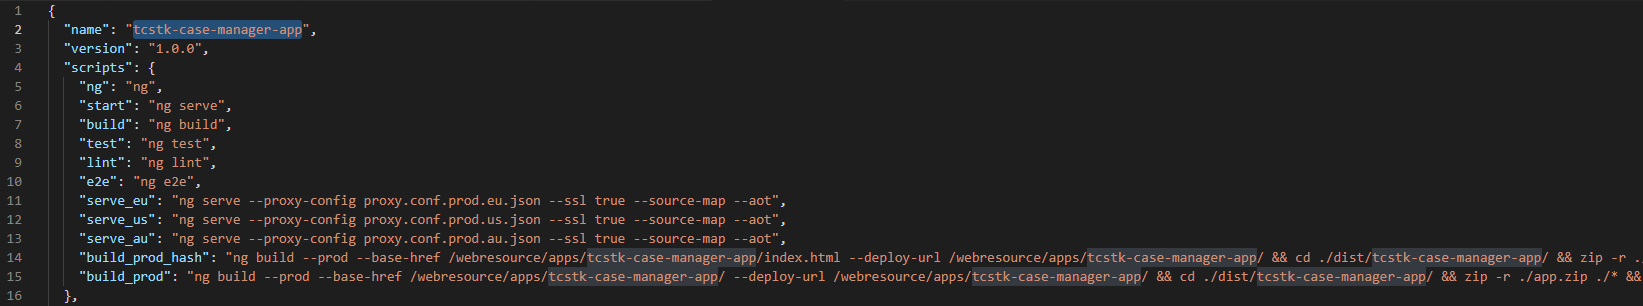 1 {
2 "name": "tcstk-case-manager-app",
3 "version": "1.0.0",
4 "scripts": {
5 "ng": "ng",
6 "start": "ng serve",
7 "build": "ng build",
8 "test": "ng test",
9 "lint": "ng lint",
10 "e2e": "ng e2e",
11 "serve_eu": "ng serve --proxy-config proxy.conf.prod.eu.json --ssl true --source-map --aot",
12 "serve_us": "ng serve --proxy-config proxy.conf.prod.us.json --ssl true --source-map --aot",
13 "serve_au": "ng serve --proxy-config proxy.conf.prod.au.json --ssl true --source-map --aot",
14 "build_prod_hash": "ng build --prod --base-href /webresource/apps/tcstk-case-manager-app/index.html --deploy-url /webresource/apps/tcstk-case-manager-app/ && cd ./dist/tcstk-case-manager-app/ && zip -r ./
15 "build_prod": "ng build --prod --base-href /webresource/apps/tcstk-case-manager-app/ --deploy-url /webresource/apps/tcstk-case-manager-app/ && cd ./dist/tcstk-case-manager-app/ && zip -r ./app.zip ./* &&
16 },